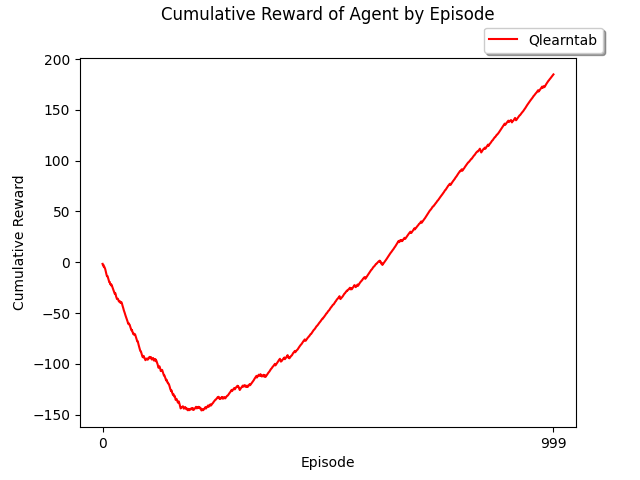 Cumulative Reward of Agent by Episode
Qlearntab
200
150
100
50
0
−50
−100
−150
Cumulative Reward
0
999
Episode